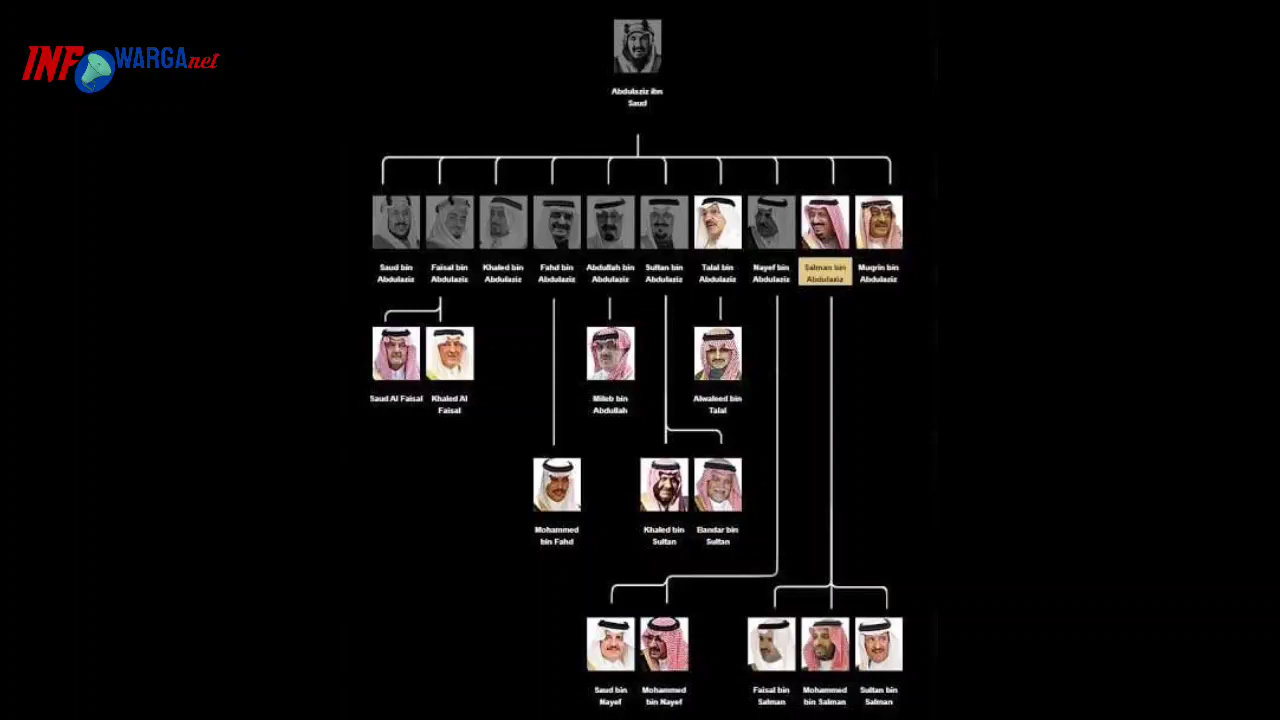 INFO WARGA net
Abdulaziz ibn
Saud
Saud bin
Abdulaziz
Faisal bin
Abdulaziz
Khaled bin
Abdulaziz
Fahd bin
Abdulaziz
Abdullah bin
Abdulaziz
Sultan bin
Abdulaziz
Talal bin
Abdulaziz
Nayef bin
Abdulaziz
Salman bin
Abdulaziz
Muqrin bin
Abdulaziz
Saud Al Faisal
Khaled Al
Faisal
Miteb bin
Abdullah
Alwaleed bin
Talal
Mohammed
bin Fahd
Khaled bin
Sultan
Bandar bin
Sultan
Saud bin
Nayef
Mohammed
bin Nayef
Faisal bin
Salman
Mohammed
bin Salman
Sultan bin
Salman